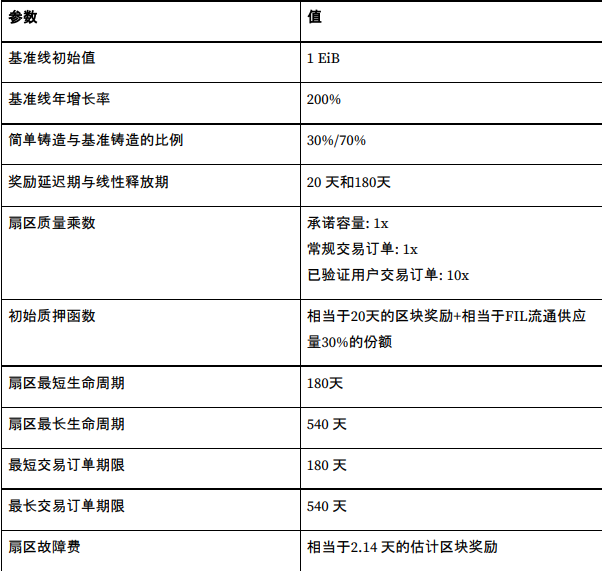 参数 值
基准线初始值 1 EiB
基准线年增长率 200%
简单铸造与基准铸造的比例 30%/70%
奖励延迟期与线性释放期 20 天和180天
扇区质量乘数 承诺容量: 1x
常规交易订单: 1x
已验证用户交易订单: 10x
初始质押函数 相当于20天的区块奖励+相当于FIL流通供应
量30%的份额
扇区最短生命周期 180天
扇区最长生命周期 540 天
最短交易订单期限 180 天
最长交易订单期限 540 天
扇区故障费 相当于2.14 天的估计区块奖励